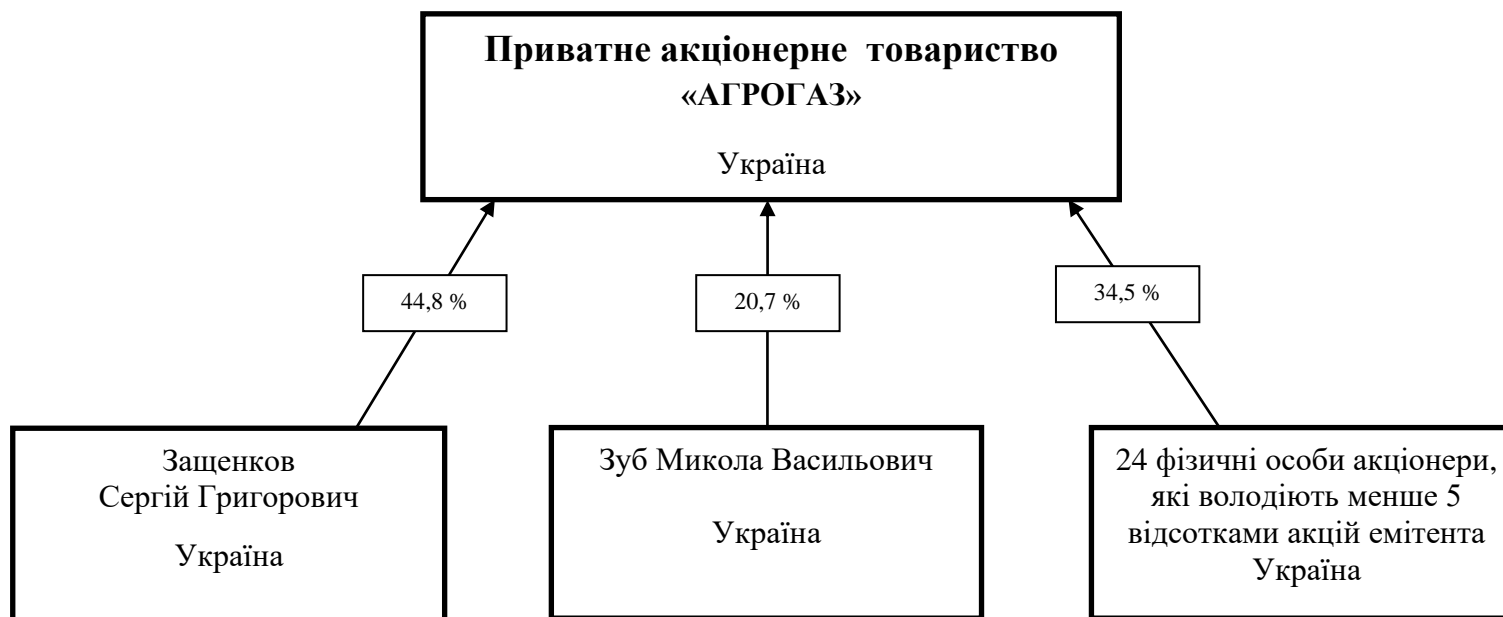 Приватне акціонерне товариство
«АГРОГАЗ»
Україна
44,8 %
20,7 %
34,5 %
Защенков
Сергій Григорович
Україна
Зуб Микола Васильович
Україна
24 фізичні особи акціонери,
які володіють менше 5
відсотками акцій емітента
Україна